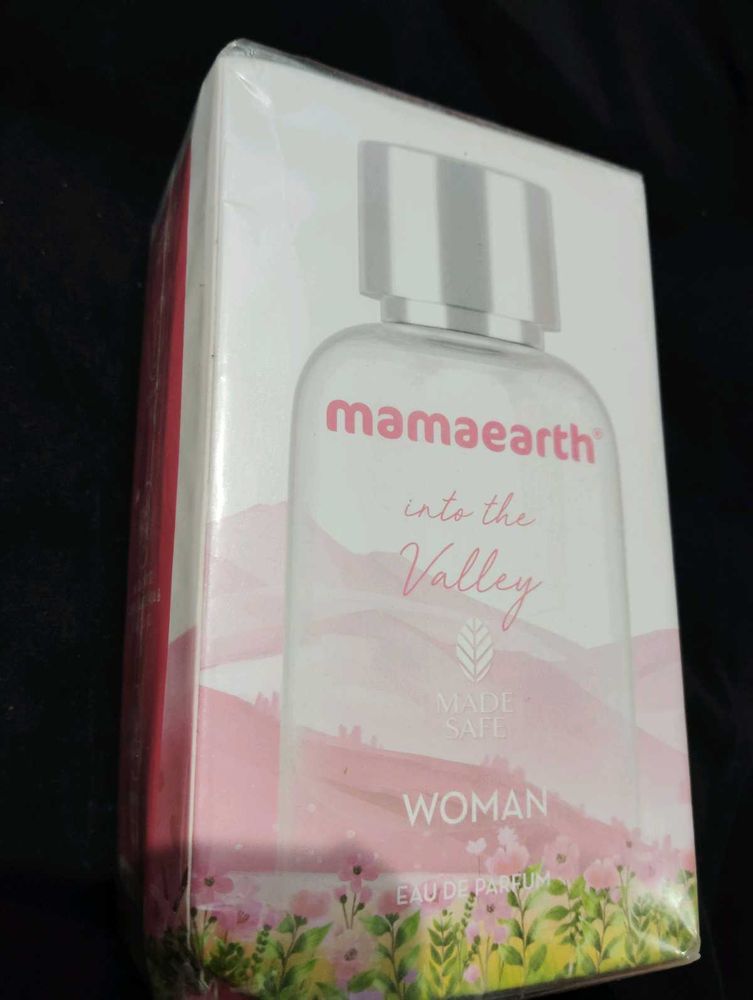 mamaearth®
into the
Valley
MADE
SAFE
WOMAN
EAU DE PARFUM